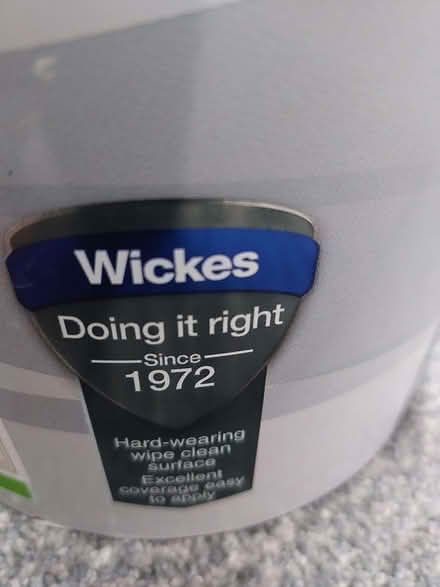 Wickes
Doing it right
Since
1972
Hard-wearing
wipe clean
surface
Excellent
coverage easy
to apply